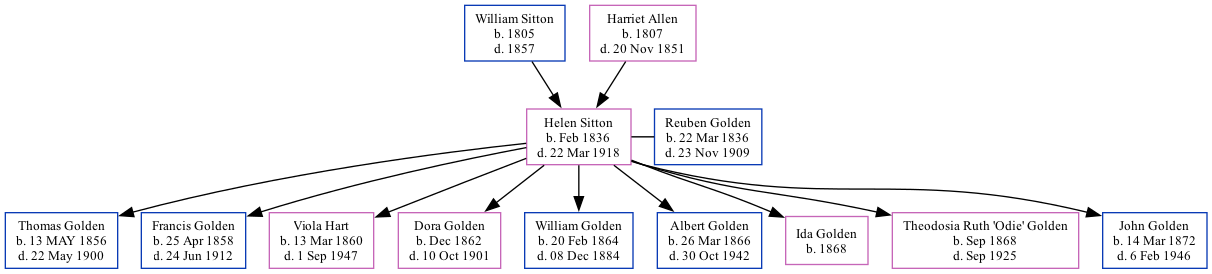 William Sitton
b. 1805
d. 1857
Harriet Allen
b. 1807
d. 20 Nov 1851
Helen Sitton
b. Feb 1836
d. 22 Mar 1918
Reuben Golden
b. 22 Mar 1836
d. 23 Nov 1909
Thomas Golden
b. 13 MAY 1856
d. 22 May 1900
Francis Golden
b. 25 Apr 1858
d. 24 Jun 1912
Viola Hart
b. 13 Mar 1860
d. 1 Sep 1947
Dora Golden
b. Dec 1862
d. 10 Oct 1901
William Golden
b. 20 Feb 1864
d. 08 Dec 1884
Albert Golden
b. 26 Mar 1866
d. 30 Oct 1942
Ida Golden
b. 1868
Theodosia Ruth 'Odie' Golden
b. Sep 1868
d. Sep 1925
John Golden
b. 14 Mar 1872
d. 6 Feb 1946